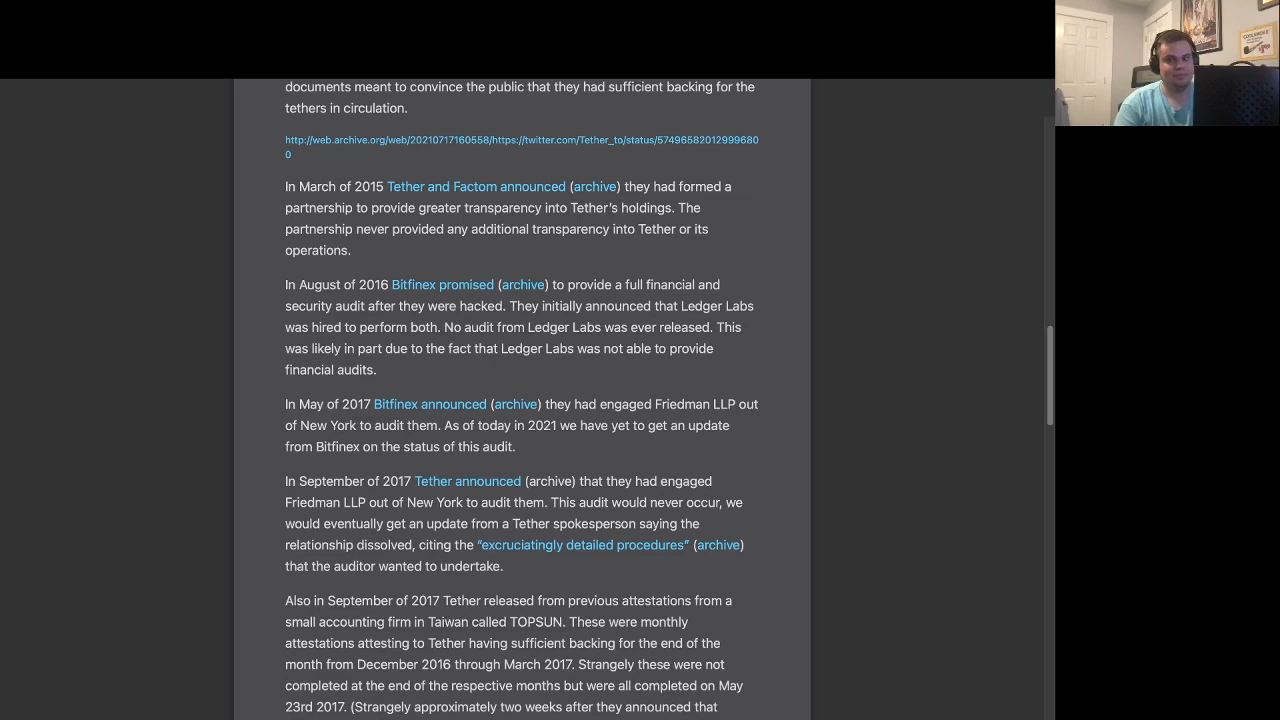 documents meant to convince the public that they had sufficient backing for the
tethers in circulation.
http://web.archive.org/web/20210717160558/https://twitter.com/Tether_to/status/57496582012999680
0
In March of 2015 Tether and Factom announced (archive) they had formed a
partnership to provide greater transparency into Tether’s holdings. The
partnership never provided any additional transparency into Tether or its
operations.
In August of 2016 Bitfinex promised (archive) to provide a full financial and
security audit after they were hacked. They initially announced that Ledger Labs
was hired to perform both. No audit from Ledger Labs was ever released. This
was likely in part due to the fact that Ledger Labs was not able to provide
financial audits.
In May of 2017 Bitfinex announced (archive) they had engaged Friedman LLP out
of New York to audit them. As of today in 2021 we have yet to get an update
from Bitfinex on the status of this audit.
In September of 2017 Tether announced (archive) that they had engaged
Friedman LLP out of New York to audit them. This audit would never occur, we
would eventually get an update from a Tether spokesperson saying the
relationship dissolved, citing the “excruciatingly detailed procedures” (archive)
that the auditor wanted to undertake.
Also in September of 2017 Tether released from previous attestations from a
small accounting firm in Taiwan called TOPSUN. These were monthly
attestations attesting to Tether having sufficient backing for the end of the
month from December 2016 through March 2017. Strangely these were not
completed at the end of the respective months but were all completed on May
23rd 2017. (Strangely approximately two weeks after they announced that